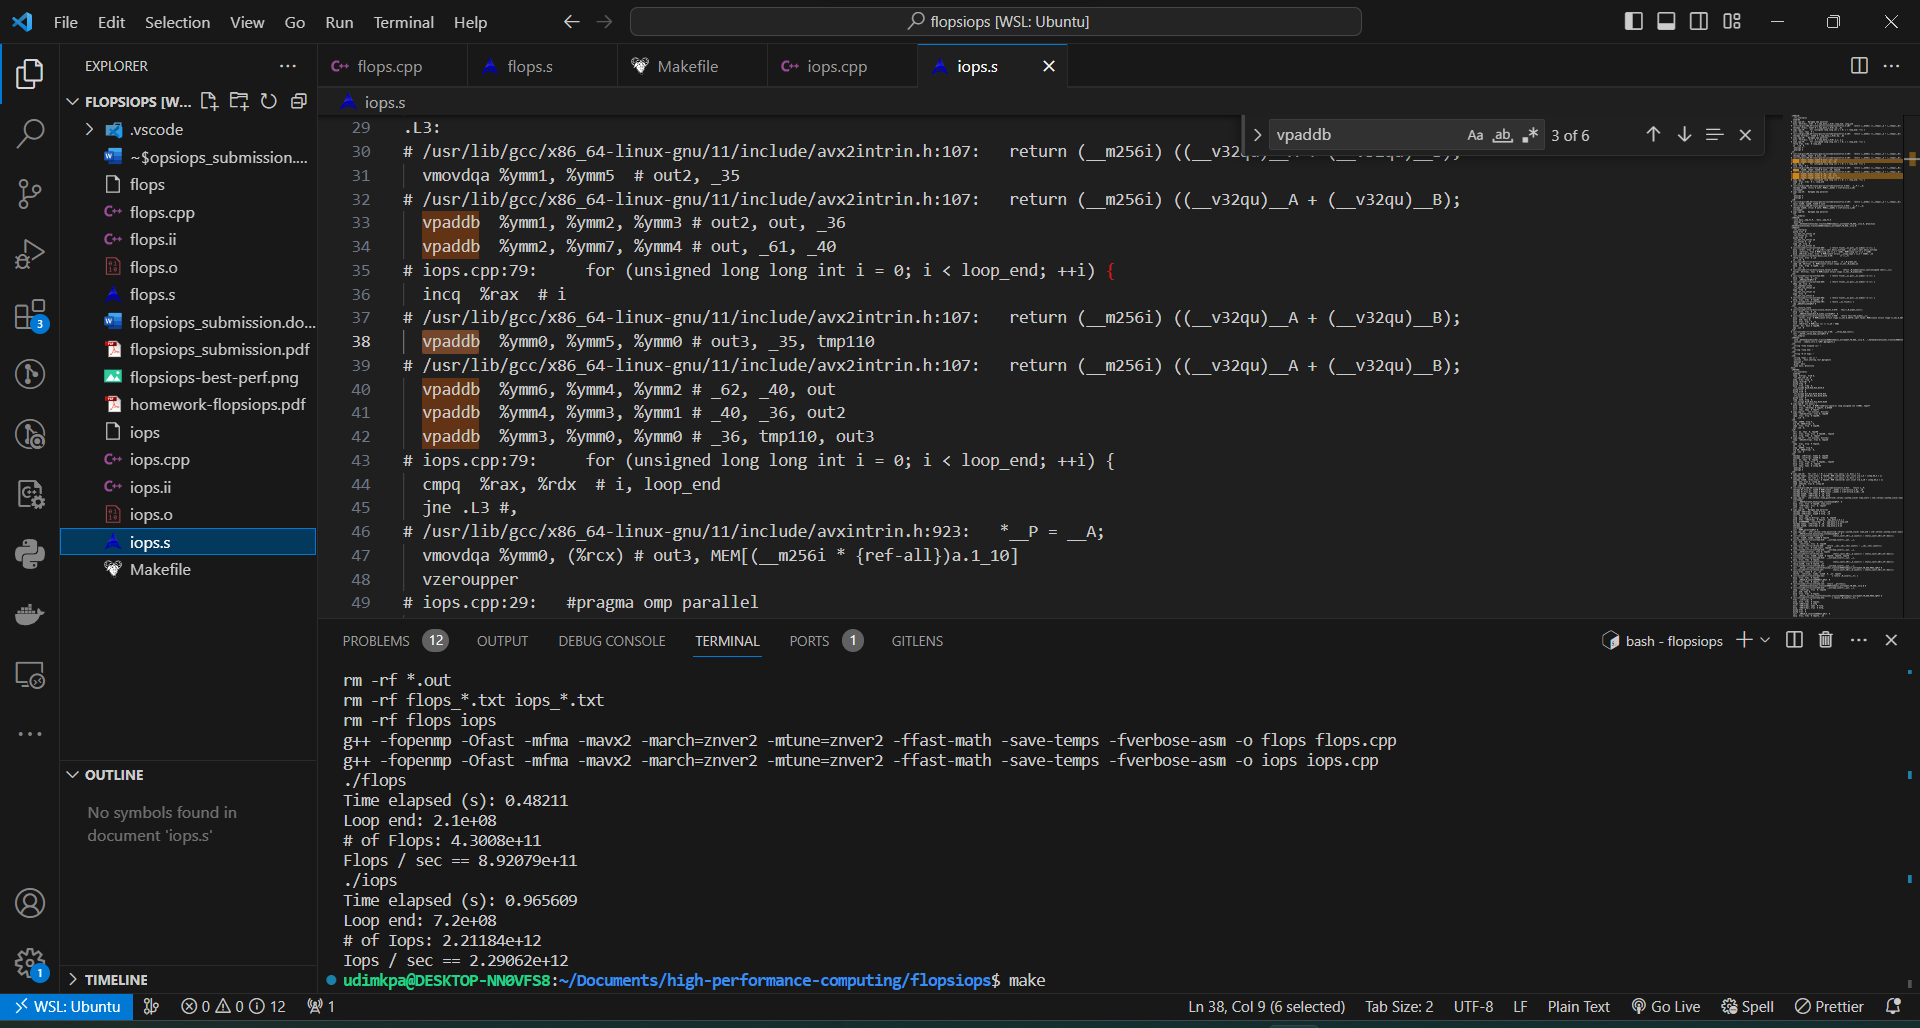 File Edit Selection View Go Run Terminal Help
flopsiops [WSL: Ubuntu]
EXPLORER
FLOPSIOPS [W...
.vscode
~$opsiops_submission....
flops
flops.cpp
flops.ii
flops.o
flops.s
flopsiops_submission.do...
flopsiops_submission.pdf
flopsiops-best-perf.png
homework-flopsiops.pdf
iops
iops.cpp
iops.ii
iops.o
iops.s
Makefile
OUTLINE
No symbols found in
document 'iops.s'
TIMELINE
3
1
flops.cpp flops.s Makefile iops.cpp iops.s
iops.s
vpaddb Aa ab .* 3 of 6
29 .L3:
30 # /usr/lib/gcc/x86_64-linux-gnu/11/include/avx2intrin.h:107: return (__m256i) ((__v32qu)__A + (__v32qu)__B);
31 vmovdqa %ymm1, %ymm5 # out2, _35
32 # /usr/lib/gcc/x86_64-linux-gnu/11/include/avx2intrin.h:107: return (__m256i) ((__v32qu)__A + (__v32qu)__B);
33 vpaddb %ymm1, %ymm2, %ymm3 # out2, out, _36
34 vpaddb %ymm2, %ymm7, %ymm4 # out, _61, _40
35 # iops.cpp:79: for (unsigned long long int i = 0; i < loop_end; ++i) {
36 incq %rax # i
37 # /usr/lib/gcc/x86_64-linux-gnu/11/include/avx2intrin.h:107: return (__m256i) ((__v32qu)__A + (__v32qu)__B);
38 vpaddb %ymm0, %ymm5, %ymm0 # out3, _35, tmp110
39 # /usr/lib/gcc/x86_64-linux-gnu/11/include/avx2intrin.h:107: return (__m256i) ((__v32qu)__A + (__v32qu)__B);
40 vpaddb %ymm6, %ymm4, %ymm2 # _62, _40, out
41 vpaddb %ymm4, %ymm3, %ymm1 # _40, _36, out2
42 vpaddb %ymm3, %ymm0, %ymm0 # _36, tmp110, out3
43 # iops.cpp:79: for (unsigned long long int i = 0; i < loop_end; ++i) {
44 cmpq %rax, %rdx # i, loop_end
45 jne .L3 #,
46 # /usr/lib/gcc/x86_64-linux-gnu/11/include/avxintrin.h:923: *__P = __A;
47 vmovdqa %ymm0, (%rcx) # out3, MEM[(__m256i * {ref-all})a.1_10]
48 vzeroupper
49 # iops.cpp:29: #pragma omp parallel
PROBLEMS 12 OUTPUT DEBUG CONSOLE TERMINAL PORTS 1 GITLENS
bash - flopsiops
rm -rf *.out
rm -rf flops_*.txt iops_*.txt
rm -rf flops iops
g++ -fopenmp -Ofast -mfma -mavx2 -march=znver2 -mtune=znver2 -ffast-math -save-temps -fverbose-asm -o flops flops.cpp
g++ -fopenmp -Ofast -mfma -mavx2 -march=znver2 -mtune=znver2 -ffast-math -save-temps -fverbose-asm -o iops iops.cpp
./flops
Time elapsed (s): 0.48211
Loop end: 2.1e+08
# of Flops: 4.3008e+11
Flops / sec == 8.92079e+11
./iops
Time elapsed (s): 0.965609
Loop end: 7.2e+08
# of Iops: 2.21184e+12
Iops / sec == 2.29062e+12
udimkpa@DESKTOP-NN0VFS8:~/Documents/high-performance-computing/flopsiops$ make
WSL: Ubuntu 0 0 12 1 Ln 38, Col 9 (6 selected) Tab Size: 2 UTF-8 LF Plain Text Go Live Spell Prettier